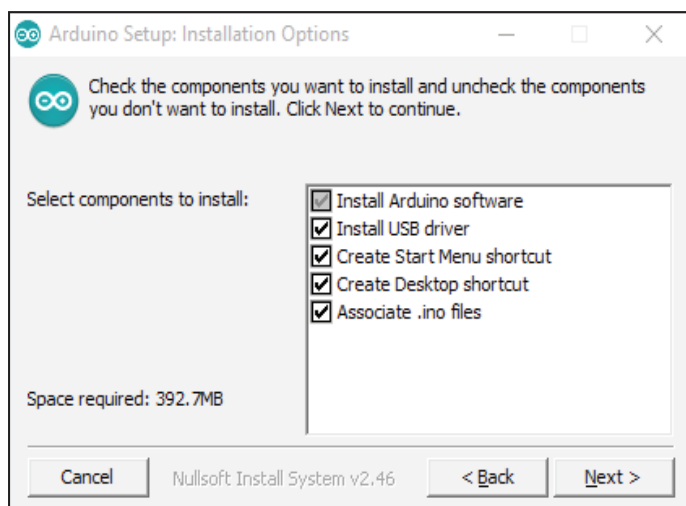 Arduino Setup: Installation Options
Check the components you want to install and uncheck the components
you don't want to install. Click Next to continue.
Select components to install:
Install Arduino software
Install USB driver
Create Start Menu shortcut
Create Desktop shortcut
Associate .ino files
Space required: 392.7MB
Cancel
Nullsoft Install System v2.46
< Back
Next >